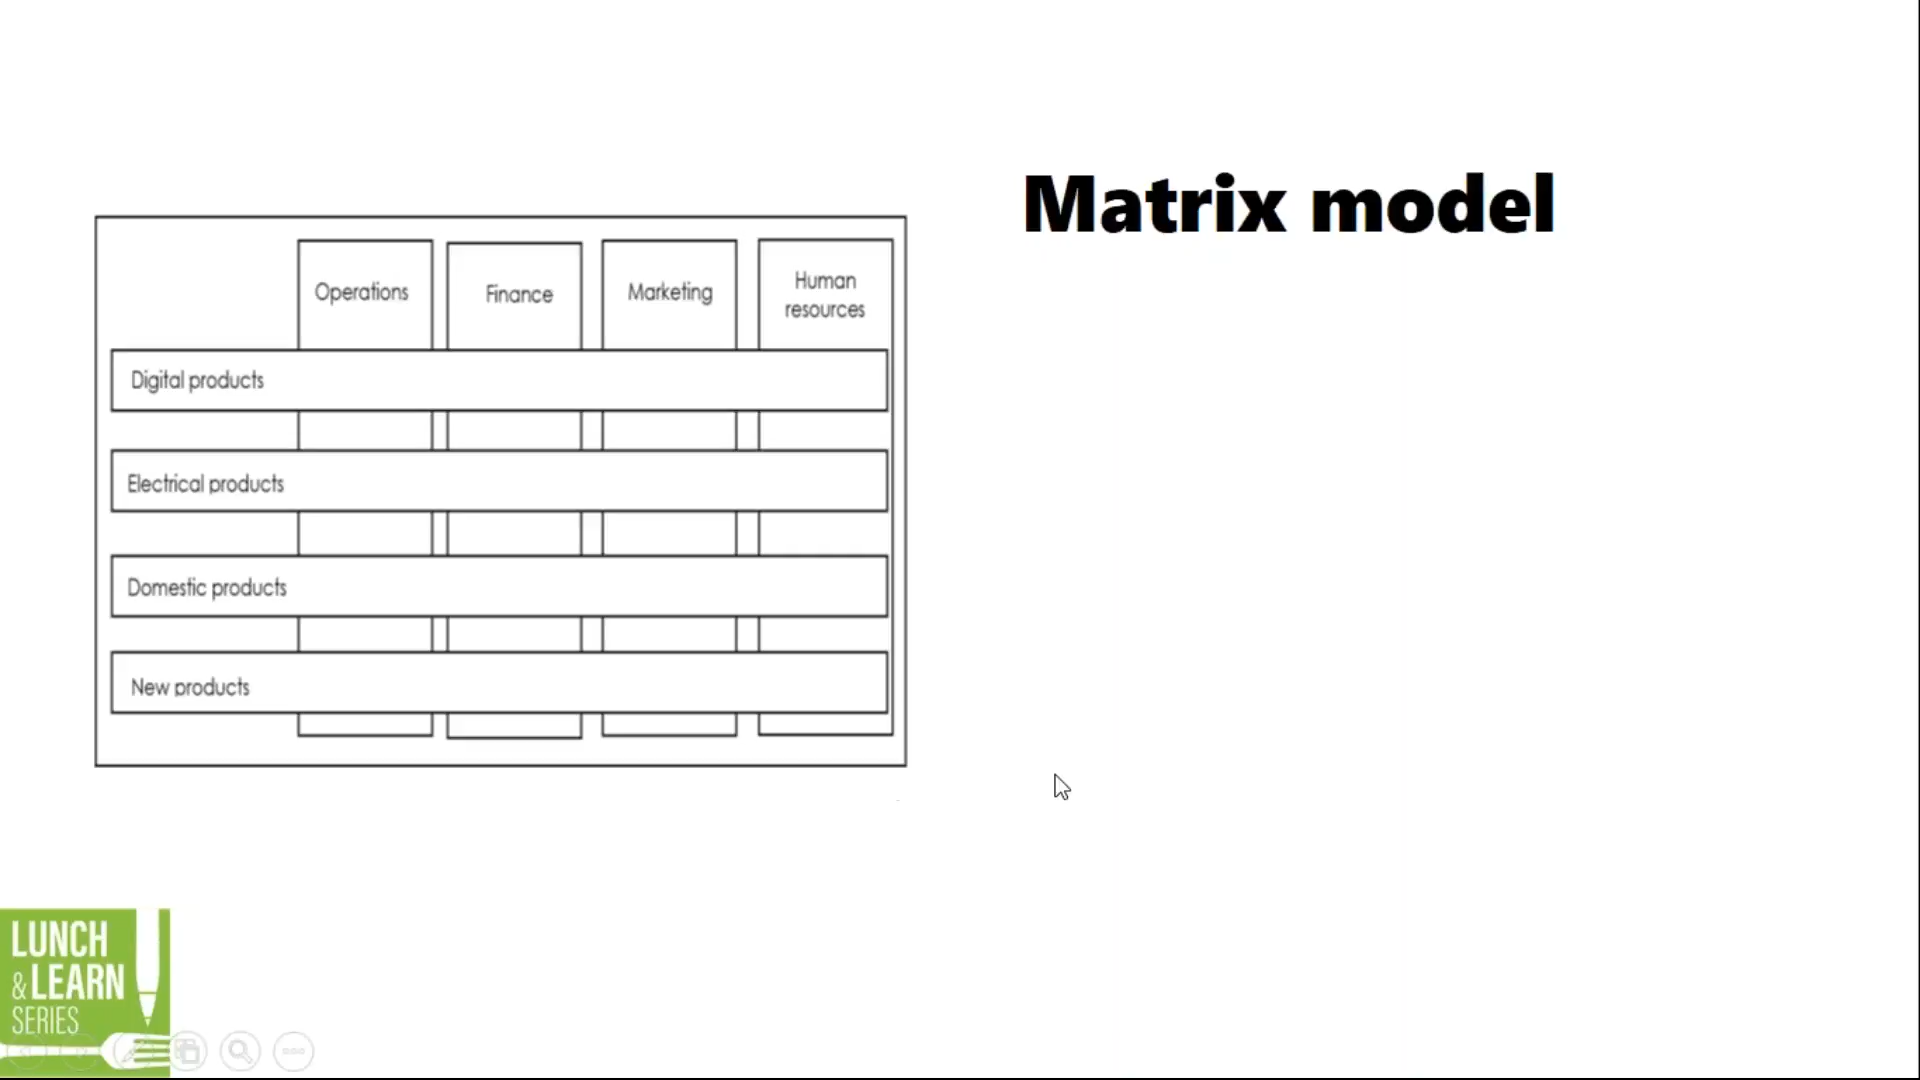 Matrix model
Operations
Finance
Marketing
Human
resources
Digital products
Electrical products
Domestic products
New products
LUNCH
&LEARN
SERIES